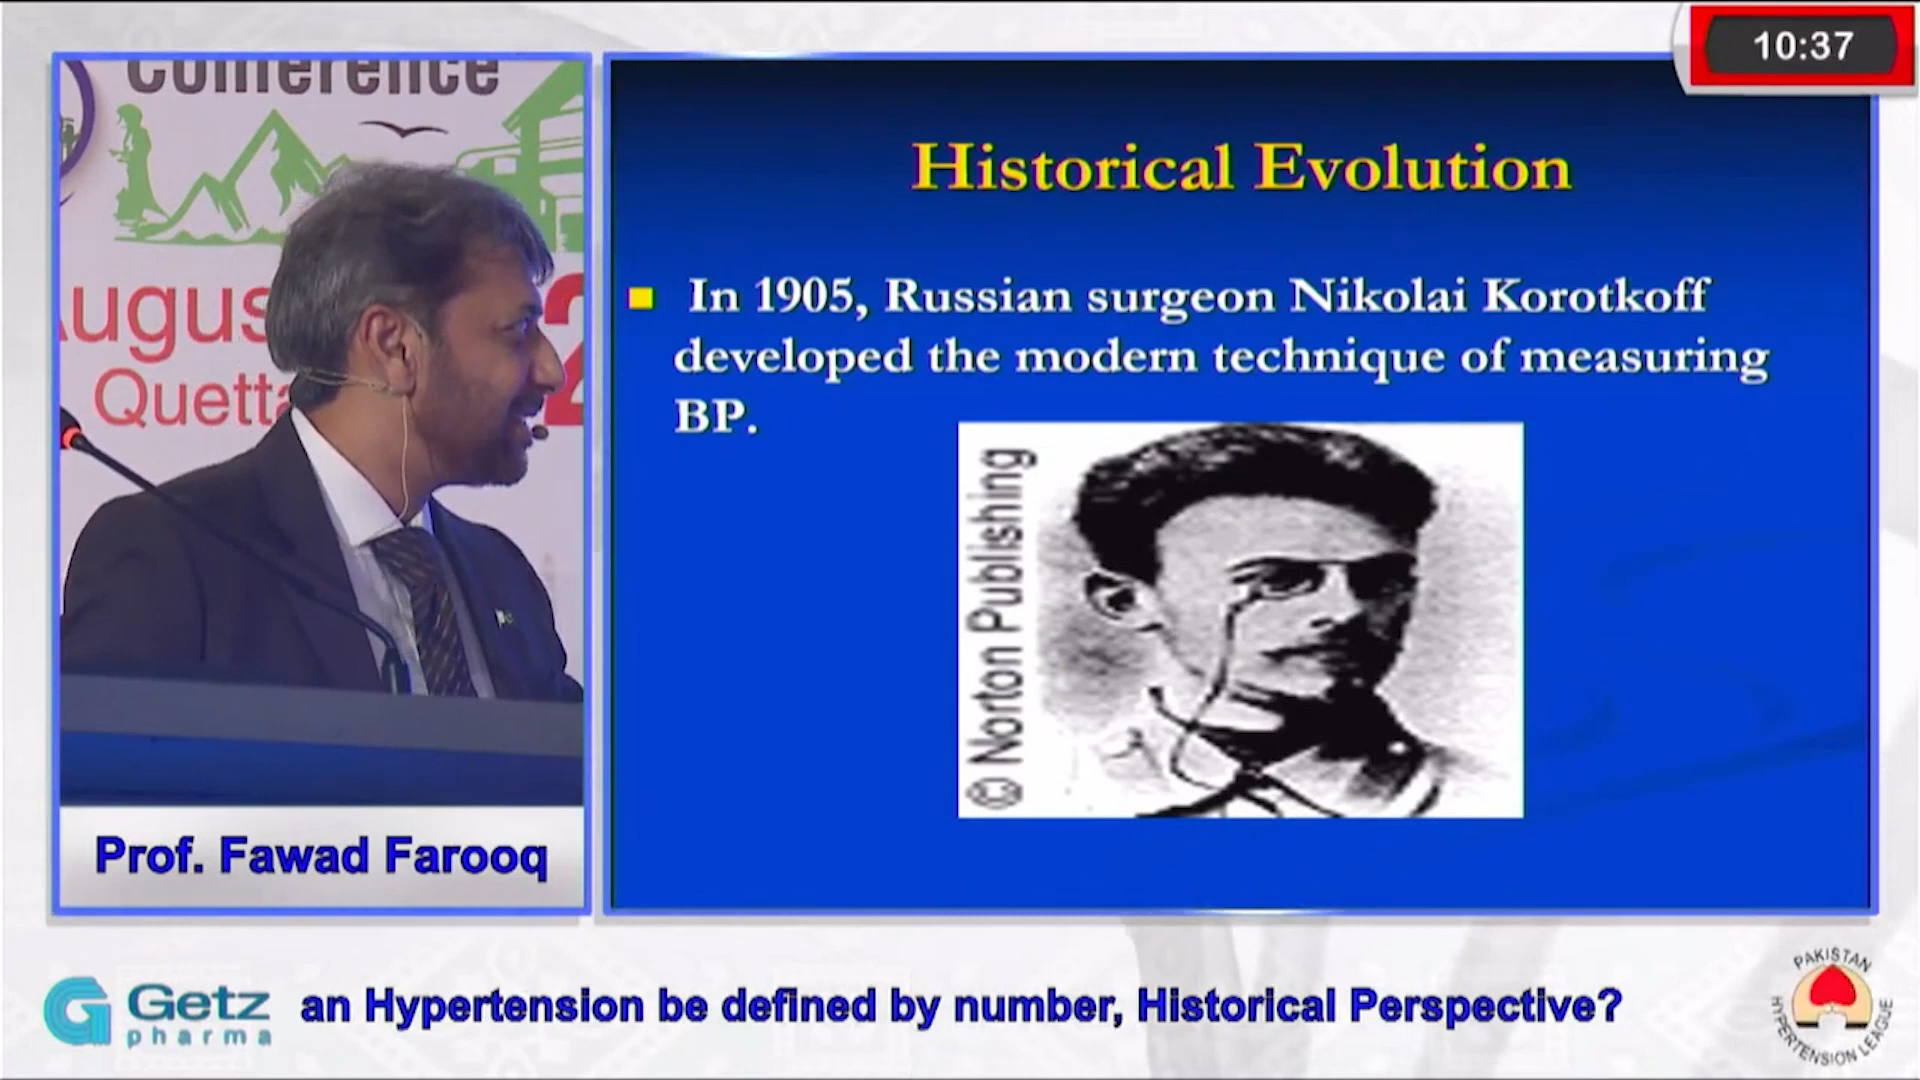 10:37
Conference
August
Quetta
2
Historical Evolution
In 1905, Russian surgeon Nikolai Korotkoff
developed the modern technique of measuring
BP.
© Norton Publishing
Prof. Fawad Farooq
Getz
pharma
an Hypertension be defined by number, Historical Perspective?
PAKISTAN
HYPERTENSION LEAGUE